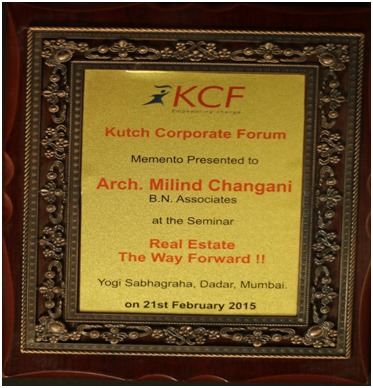 KCF
Empowering change
Kutch Corporate Forum
Memento Presented to
Arch. Milind Changani
B.N. Associates
at the Seminar
Real Estate
The Way Forward !!
Yogi Sabhagraha, Dadar, Mumbai.
on 21st February 2015